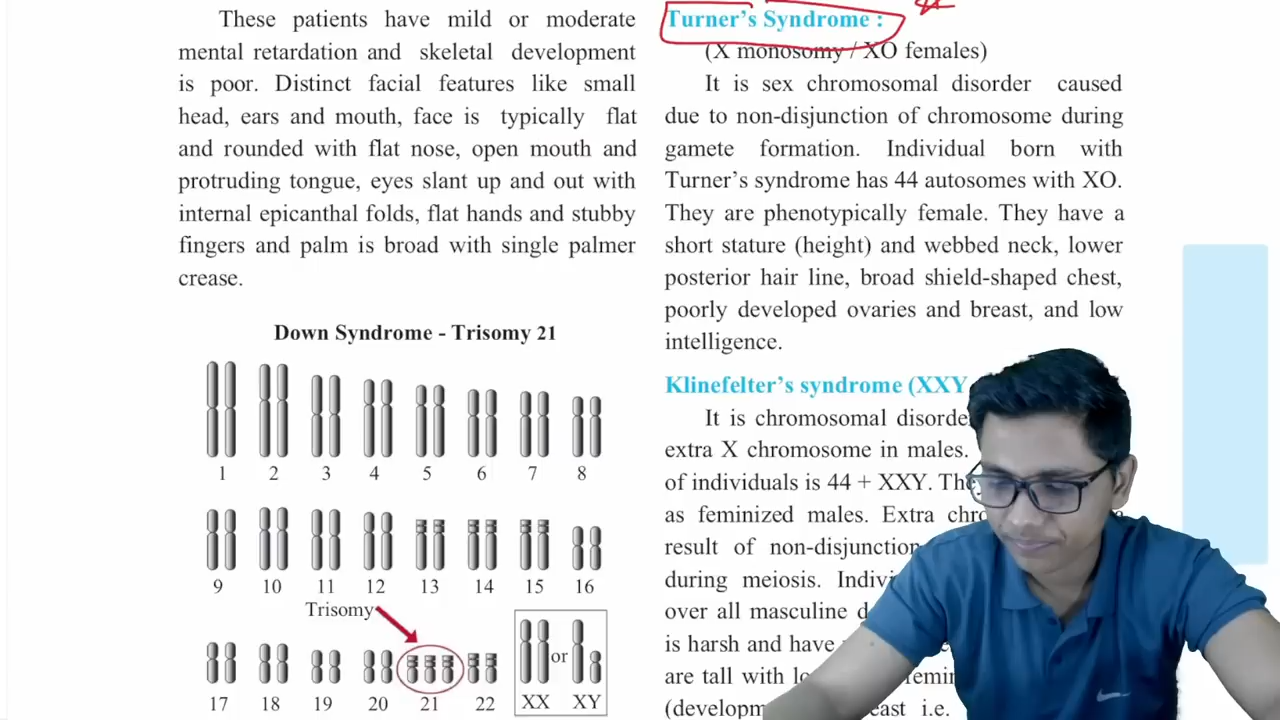 These patients have mild or moderate
mental retardation and skeletal development
is poor. Distinct facial features like small
head, ears and mouth, face is typically flat
and rounded with flat nose, open mouth and
protruding tongue, eyes slant up and out with
internal epicanthal folds, flat hands and stubby
fingers and palm is broad with single palmer
crease.
Down Syndrome - Trisomy 21
1 2 3 4 5 6 7 8
9 10 11 12 13 14 15 16
Trisomy
or
17 18 19 20 21 22 XX XY
Turner's Syndrome :
(X monosomy / XO females)
It is sex chromosomal disorder caused
due to non-disjunction of chromosome during
gamete formation. Individual born with
Turner's syndrome has 44 autosomes with XO.
They are phenotypically female. They have a
short stature (height) and webbed neck, lower
posterior hair line, broad shield-shaped chest,
poorly developed ovaries and breast, and low
intelligence.
Klinefelter's syndrome (XXY
It is chromosomal
extra X chromosome in males.
of individuals is 44 + XXY.
as feminized males. Extra
result of non-disjunction
during meiosis.
over all masculine
is harsh and have
are tall with
i.e.